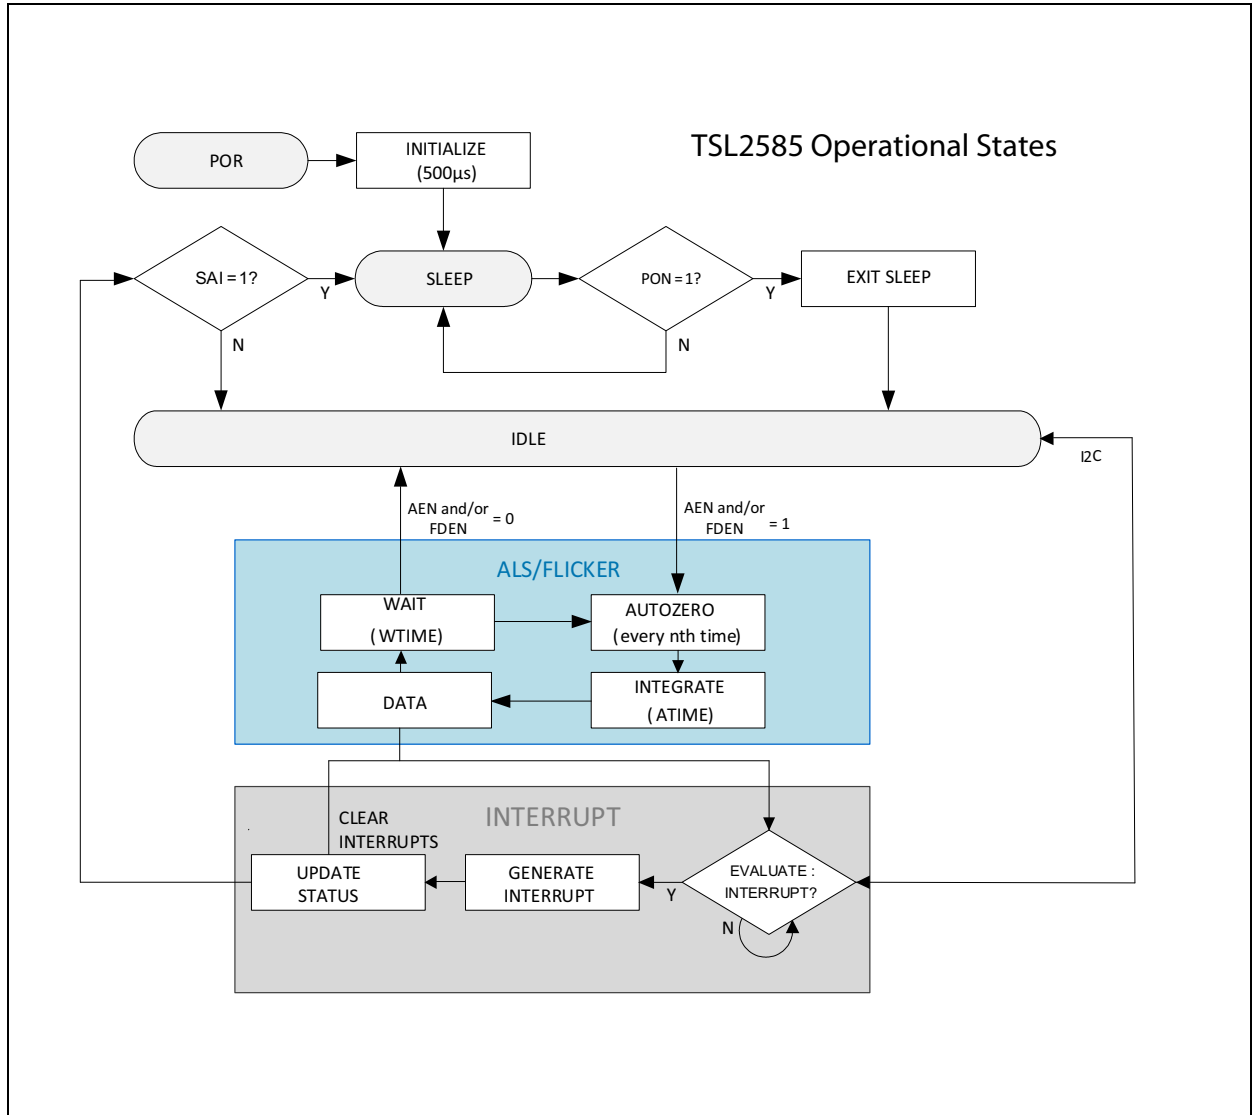 TSL2585 Operational States
POR
INITIALIZE
(500µs)
SAI = 1?
Y
N
SLEEP
PON = 1?
Y
N
EXIT SLEEP
IDLE
I2C
AEN and/or
FDEN = 0
AEN and/or
FDEN = 1
ALS/FLICKER
WAIT
( WTIME)
AUTOZERO
(every nth time)
DATA
INTEGRATE
( ATIME)
INTERRUPT
CLEAR
INTERRUPTS
UPDATE
STATUS
GENERATE
INTERRUPT
Y
EVALUATE :
INTERRUPT?
N